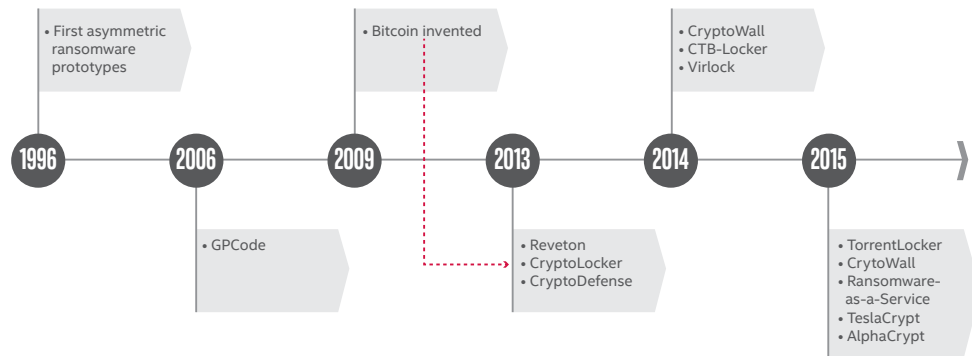 • First asymmetric
ransomware
prototypes
• Bitcoin invented
• CryptoWall
• CTB-Locker
• Virlock
1996
2006
2009
2013
2014
2015
• GPCode
• Reveton
• CryptoLocker
• CryptoDefense
• TorrentLocker
• CrytoWall
• Ransomware-
as-a-Service
• TeslaCrypt
• AlphaCrypt